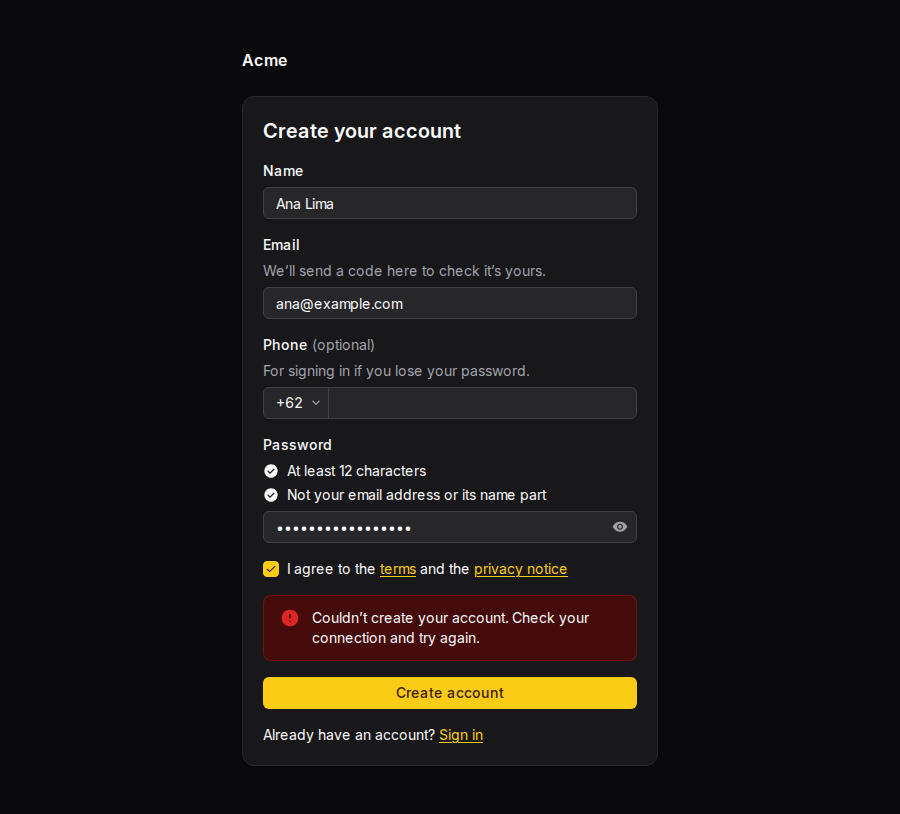 Acme
Create your account
Name
Ana Lima
Email
We’ll send a code here to check it’s yours.
ana@example.com
Phone (optional)
For signing in if you lose your password.
+62
Password
At least 12 characters
Not your email address or its name part
•••••••••••••••••
I agree to the terms and the privacy notice
Couldn’t create your account. Check your
connection and try again.
Create account
Already have an account? Sign in